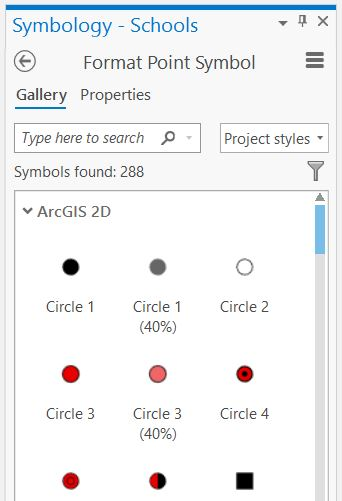 Symbology - Schools
Format Point Symbol
Gallery Properties
Type here to search Project styles
Symbols found: 288
ArcGIS 2D
Circle 1 Circle 1 (40%) Circle 2
Circle 3 Circle 3 (40%) Circle 4